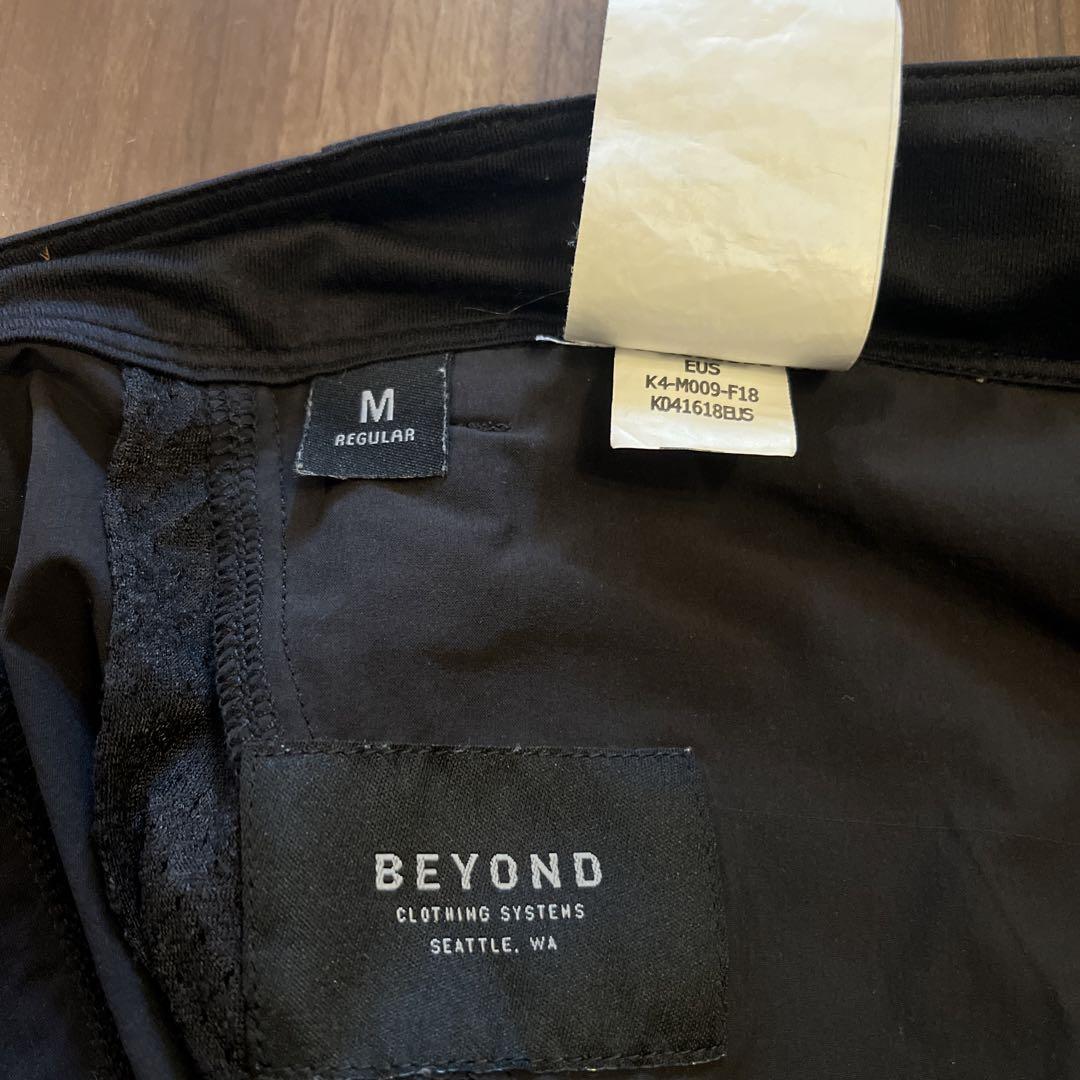 M
REGULAR
EUS
K4-M009-F18
K041618EUS
BEYOND
CLOTHING SYSTEMS
SEATTLE, WA